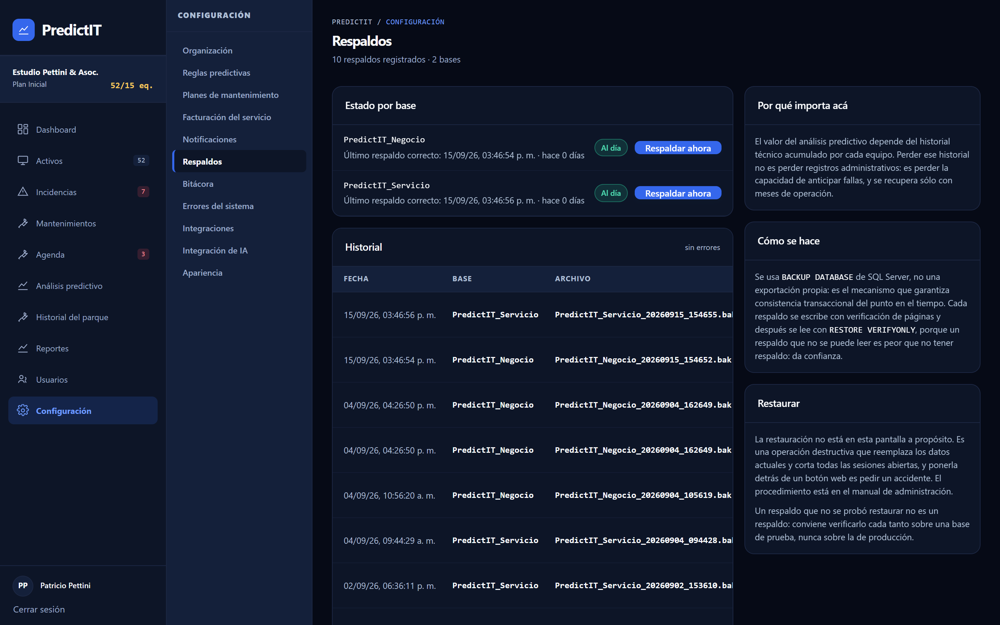 PredictIT
Estudio Pettini & Asoc.
Plan Inicial
52/15 eq.
Dashboard
Activos
52
Incidencias
7
Mantenimientos
Agenda
3
Análisis predictivo
Historial del parque
Reportes
Usuarios
Configuración
PP
Patricio Pettini
Cerrar sesión
CONFIGURACIÓN
Organización
Reglas predictivas
Planes de mantenimiento
Facturación del servicio
Notificaciones
Respaldos
Bitácora
Errores del sistema
Integraciones
Integración de IA
Apariencia
PREDICTIT / CONFIGURACIÓN
Respaldos
10 respaldos registrados · 2 bases
Estado por base
PredictIT_Negocio
Último respaldo correcto: 15/09/26, 03:46:54 p. m. · hace 0 días
Al día
Respaldar ahora
PredictIT_Servicio
Último respaldo correcto: 15/09/26, 03:46:56 p. m. · hace 0 días
Al día
Respaldar ahora
Historial
sin errores
FECHA BASE ARCHIVO
15/09/26, 03:46:56 p. m. PredictIT_Servicio PredictIT_Servicio_20260915_154655.bak
15/09/26, 03:46:54 p. m. PredictIT_Negocio PredictIT_Negocio_20260915_154652.bak
04/09/26, 04:26:50 p. m. PredictIT_Negocio PredictIT_Negocio_20260904_162649.bak
04/09/26, 04:26:50 p. m. PredictIT_Negocio PredictIT_Negocio_20260904_162649.bak
04/09/26, 10:56:20 a. m. PredictIT_Negocio PredictIT_Negocio_20260904_105619.bak
04/09/26, 09:44:29 a. m. PredictIT_Servicio PredictIT_Servicio_20260904_094428.bak
02/09/26, 06:36:11 p. m. PredictIT_Servicio PredictIT_Servicio_20260902_153610.bak
Por qué importa acá
El valor del análisis predictivo depende del historial
técnico acumulado por cada equipo. Perder ese historial
no es perder registros administrativos: es perder la
capacidad de anticipar fallas, y se recupera sólo con
meses de operación.
Cómo se hace
Se usa BACKUP DATABASE de SQL Server, no una
exportación propia: es el mecanismo que garantiza
consistencia transaccional del punto en el tiempo. Cada
respaldo se escribe con verificación de páginas y
después se lee con RESTORE VERIFYONLY, porque un
respaldo que no se puede leer es peor que no tener
respaldo: da confianza.
Restaurar
La restauración no está en esta pantalla a propósito. Es
una operación destructiva que reemplaza los datos
actuales y corta todas las sesiones abiertas, y ponerla
detrás de un botón web es pedir un accidente. El
procedimiento está en el manual de administración.
Un respaldo que no se probó restaurar no es un
respaldo: conviene verificarlo cada tanto sobre una base
de prueba, nunca sobre la de producción.